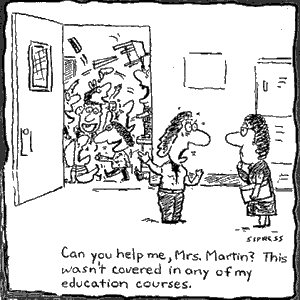 SIPRESS
Can you help me, Mrs. Martin? This
wasn't covered in any of my
education courses.